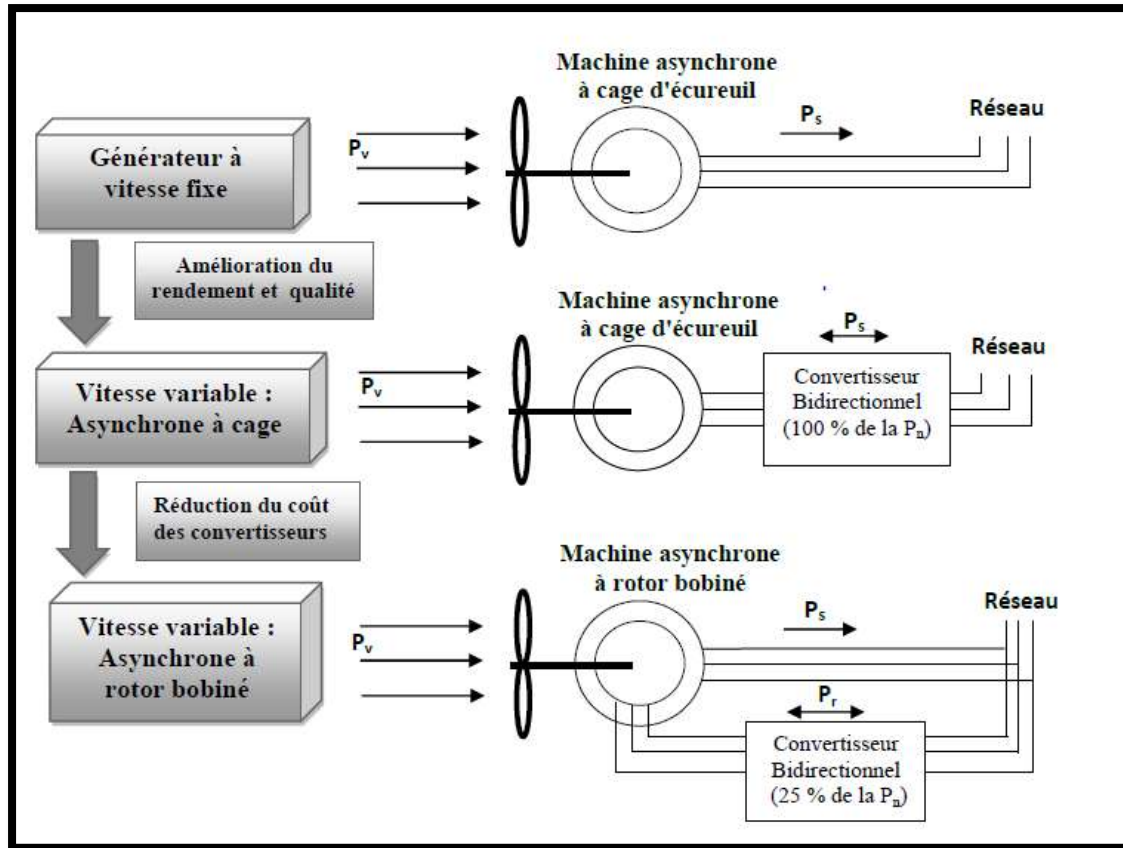 Machine asynchrone
à cage d'écureuil
Générateur à
vitesse fixe
Pv
Ps
Réseau
Amélioration du
rendement et qualité
Machine asynchrone
à cage d'écureuil
Vitesse variable :
Asynchrone à cage
Pv
Ps
Convertisseur
Bidirectionnel
(100 % de la Pn)
Réseau
Réduction du coût
des convertisseurs
Machine asynchrone
à rotor bobiné
Vitesse variable :
Asynchrone à
rotor bobiné
Pv
Ps
Réseau
Pr
Convertisseur
Bidirectionnel
(25 % de la Pn)